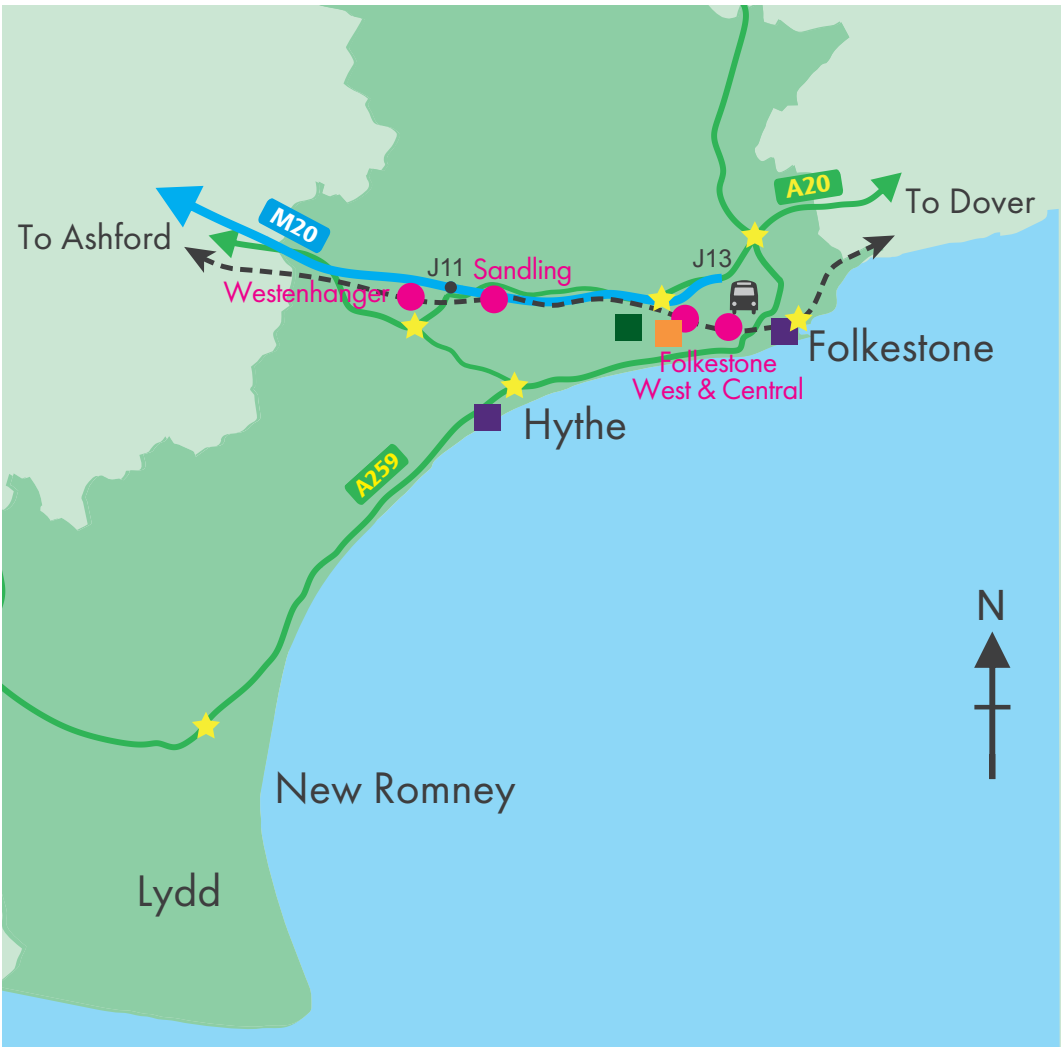 A20
To Dover
M20
To Ashford
J13
J11
Sandling
Westenhanger
Folkestone
Folkestone
West & Central
Hythe
A259
N
New Romney
Lydd